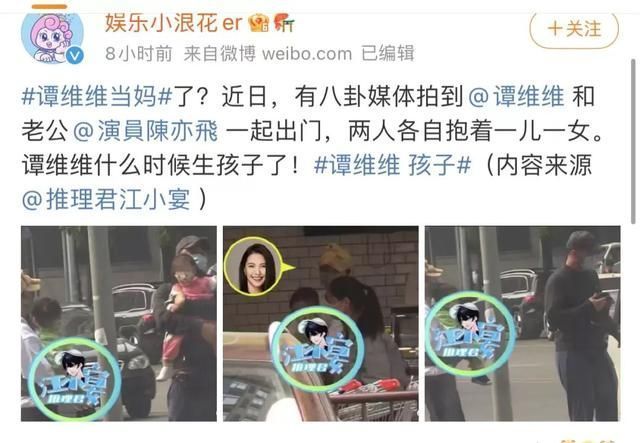 娱乐小浪花er
8小时前 来自微博 weibo.com 已编辑
+关注
#谭维维当妈#了？近日，有八卦媒体拍到@谭维维 和
老公@演員陳亦飛 一起出门，两人各自抱着一儿一女。
谭维维什么时候生孩子了！#谭维维 孩子#（内容来源
@推理君江小宴 ）
江小宴
推理君
江小宴
推理君
江小宴
推理君